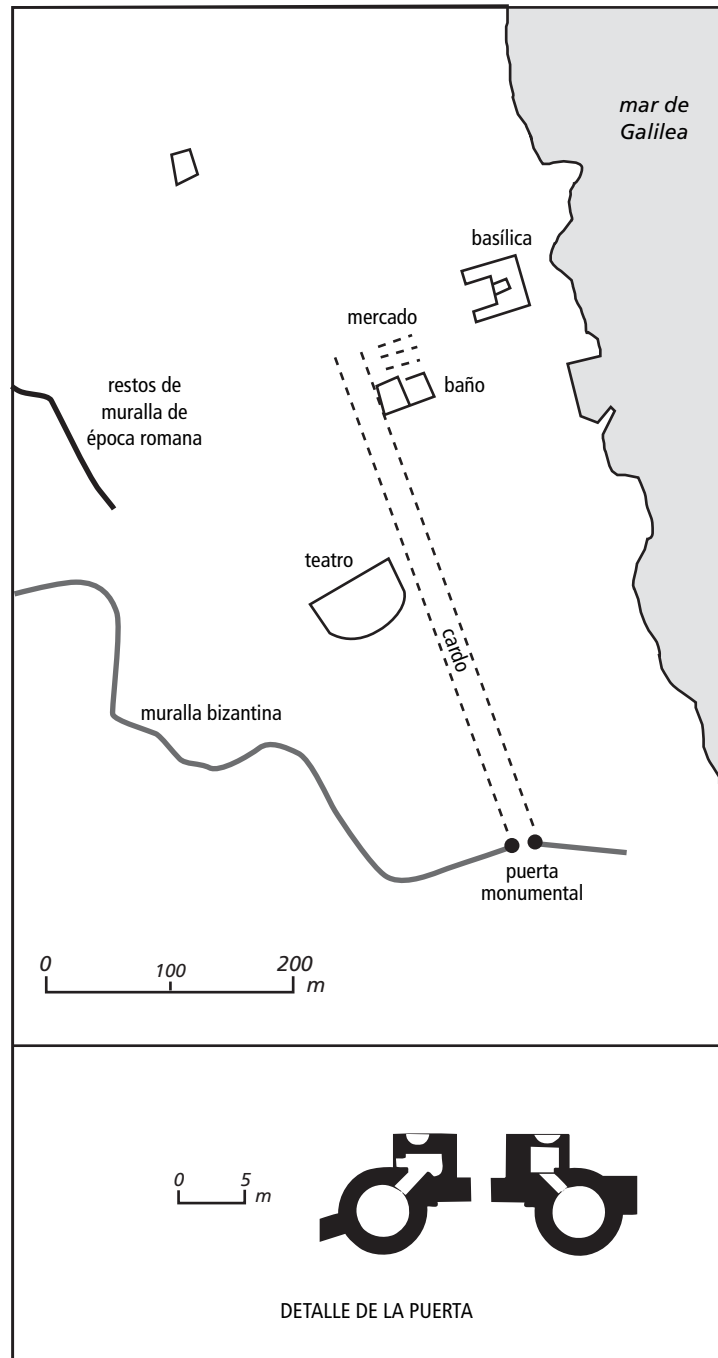 mar de
Galilea
basílica
mercado
baño
restos de
muralla de
época romana
teatro
cardo
muralla bizantina
puerta
monumental
0 100 200
m
0 5
m
DETALLE DE LA PUERTA